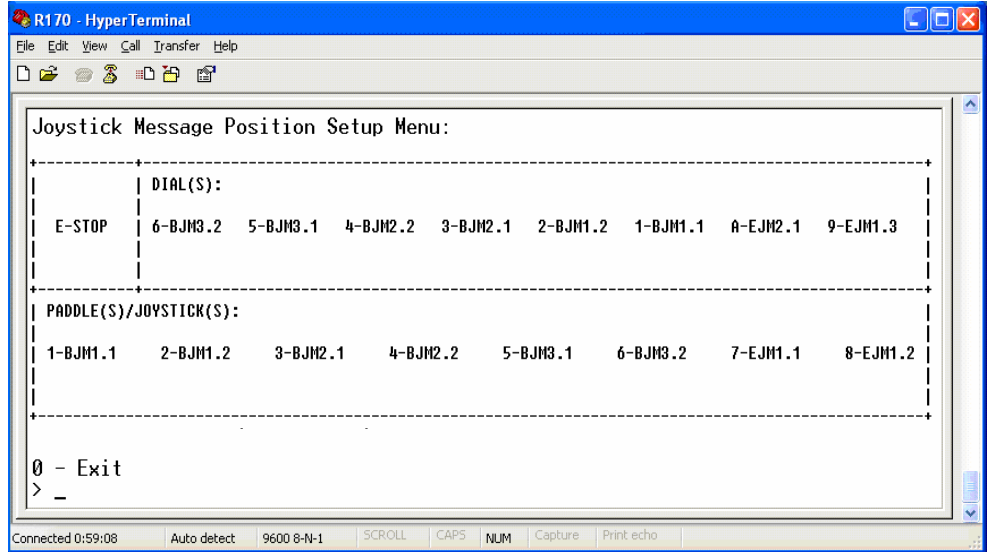 R170 - HyperTerminal
File Edit View Call Transfer Help
Joystick Message Position Setup Menu:
DIAL(S):
E-STOP 6-BJM3.2 5-BJM3.1 4-BJM2.2 3-BJM2.1 2-BJM1.2 1-BJM1.1 A-EJM2.1 9-EJM1.3
PADDLE(S)/JOYSTICK(S):
1-BJM1.1 2-BJM1.2 3-BJM2.1 4-BJM2.2 5-BJM3.1 6-BJM3.2 7-EJM1.1 8-EJM1.2
0 - Exit
> _
Connected 0:59:08 Auto detect 9600 8-N-1 SCROLL CAPS NUM Capture Print echo